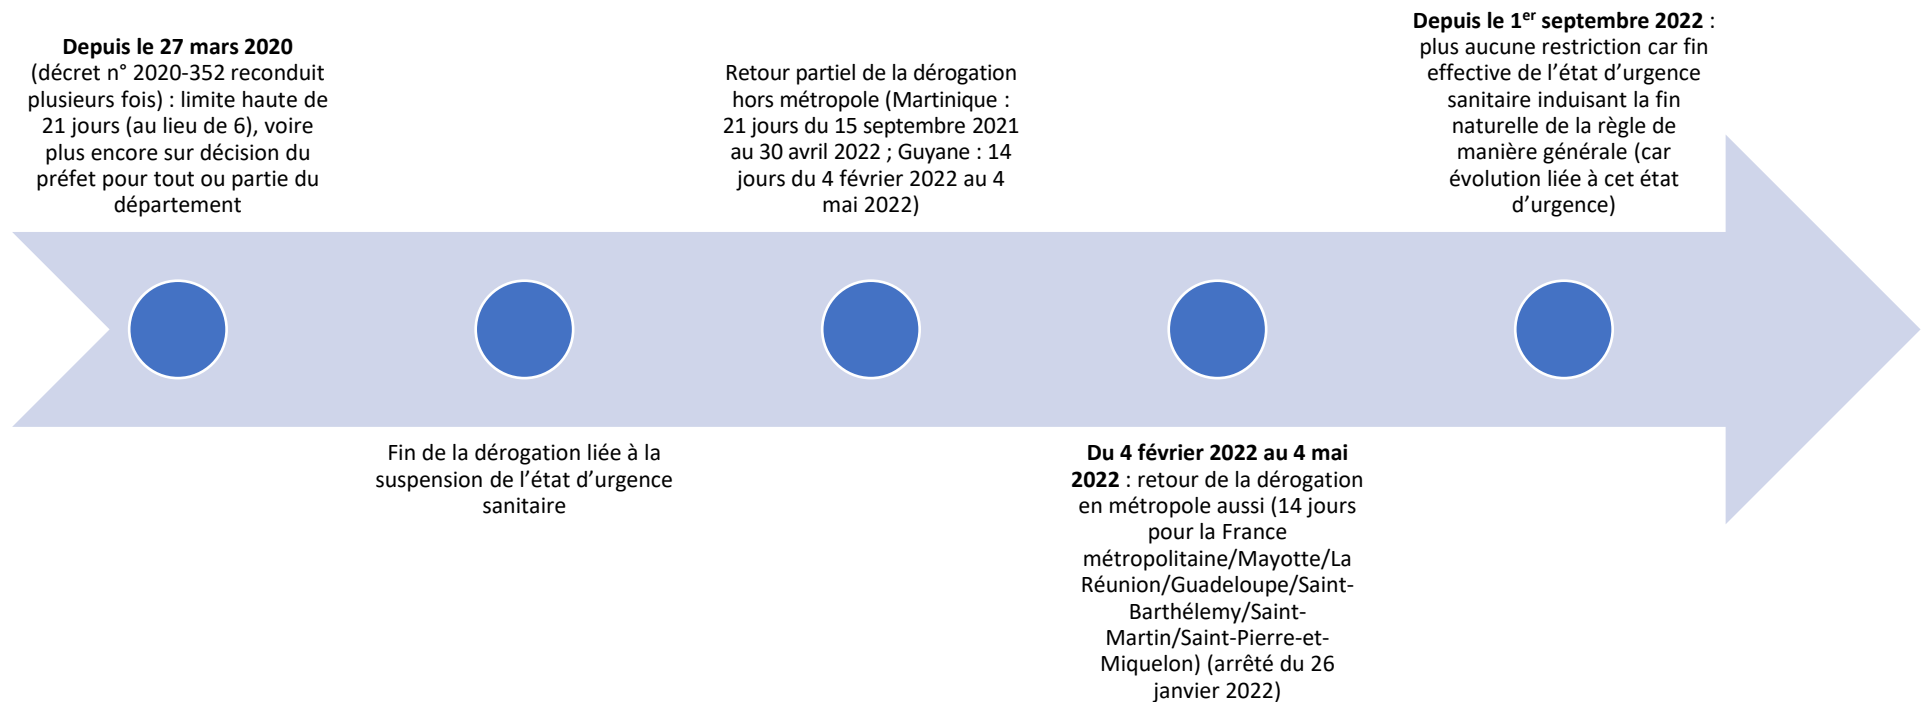 Depuis le 27 mars 2020
(décret n° 2020-352 reconduit
plusieurs fois) : limite haute de
21 jours (au lieu de 6), voire
plus encore sur décision du
préfet pour tout ou partie du
département
Fin de la dérogation liée à la
suspension de l’état d’urgence
sanitaire
Retour partiel de la dérogation
hors métropole (Martinique :
21 jours du 15 septembre 2021
au 30 avril 2022 ; Guyane : 14
jours du 4 février 2022 au 4
mai 2022)
Du 4 février 2022 au 4 mai
2022 : retour de la dérogation
en métropole aussi (14 jours
pour la France
métropolitaine/Mayotte/La
Réunion/Guadeloupe/Saint-
Barthélemy/Saint-
Martin/Saint-Pierre-et-
Miquelon) (arrêté du 26
janvier 2022)
Depuis le 1er septembre 2022 :
plus aucune restriction car fin
effective de l’état d’urgence
sanitaire induisant la fin
naturelle de la règle de
manière générale (car
évolution liée à cet état
d’urgence)